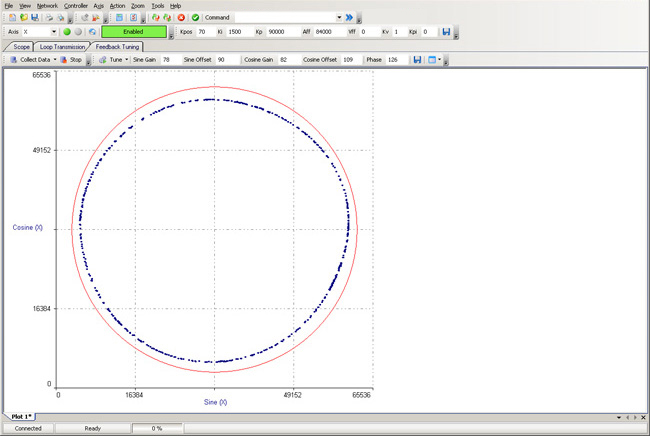 File View Network Controller Axis Action Zoom Tools Help
Command
Axis X Enabled Kpos 70 Ki 1500 Kp 90000 Aff 84000 Vff 0 Kv 1 Kpi 0
Scope Loop Transmission Feedback Tuning
Collect Data Stop Tune Sine Gain 78 Sine Offset 90 Cosine Gain 82 Cosine Offset 109 Phase 126
65536
49152
Cosine (X)
16384
0
0 16384 49152 65536
Sine (X)
Plot 1*
Connected Ready 0 %